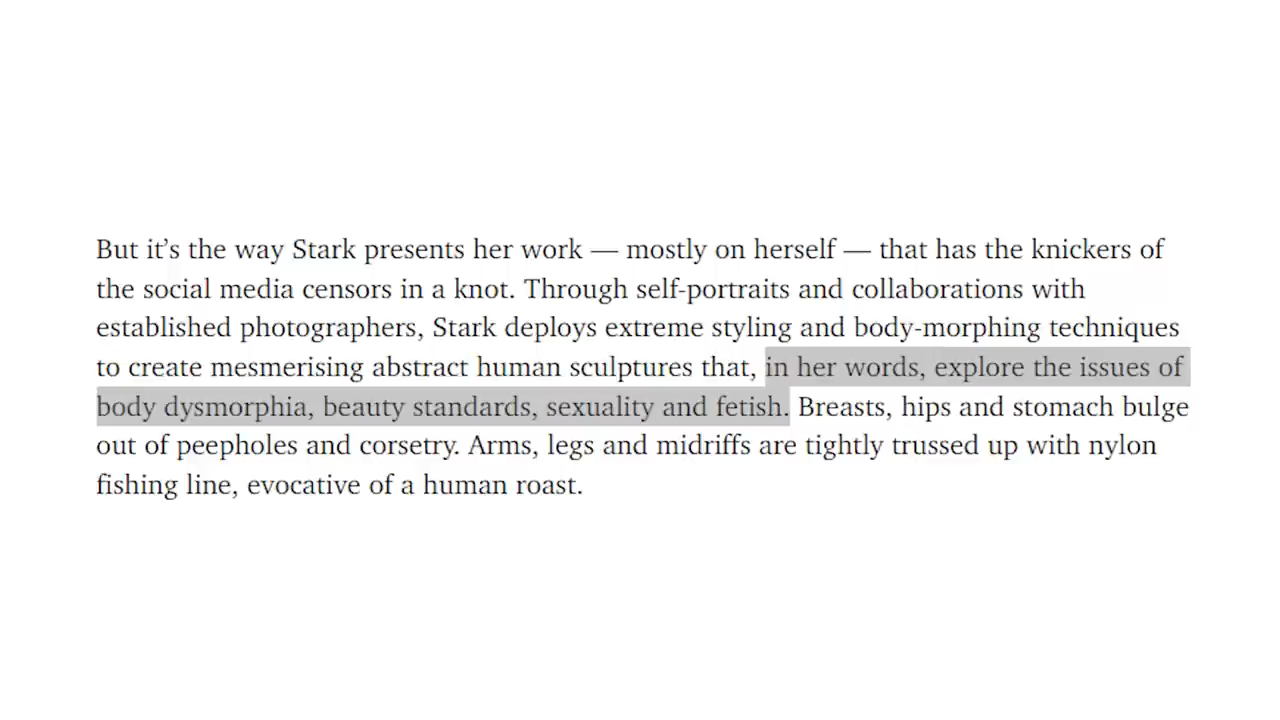 But it’s the way Stark presents her work — mostly on herself — that has the knickers of
the social media censors in a knot. Through self-portraits and collaborations with
established photographers, Stark deploys extreme styling and body-morphing techniques
to create mesmerising abstract human sculptures that, in her words, explore the issues of
body dysmorphia, beauty standards, sexuality and fetish. Breasts, hips and stomach bulge
out of peepholes and corsetry. Arms, legs and midriffs are tightly trussed up with nylon
fishing line, evocative of a human roast.